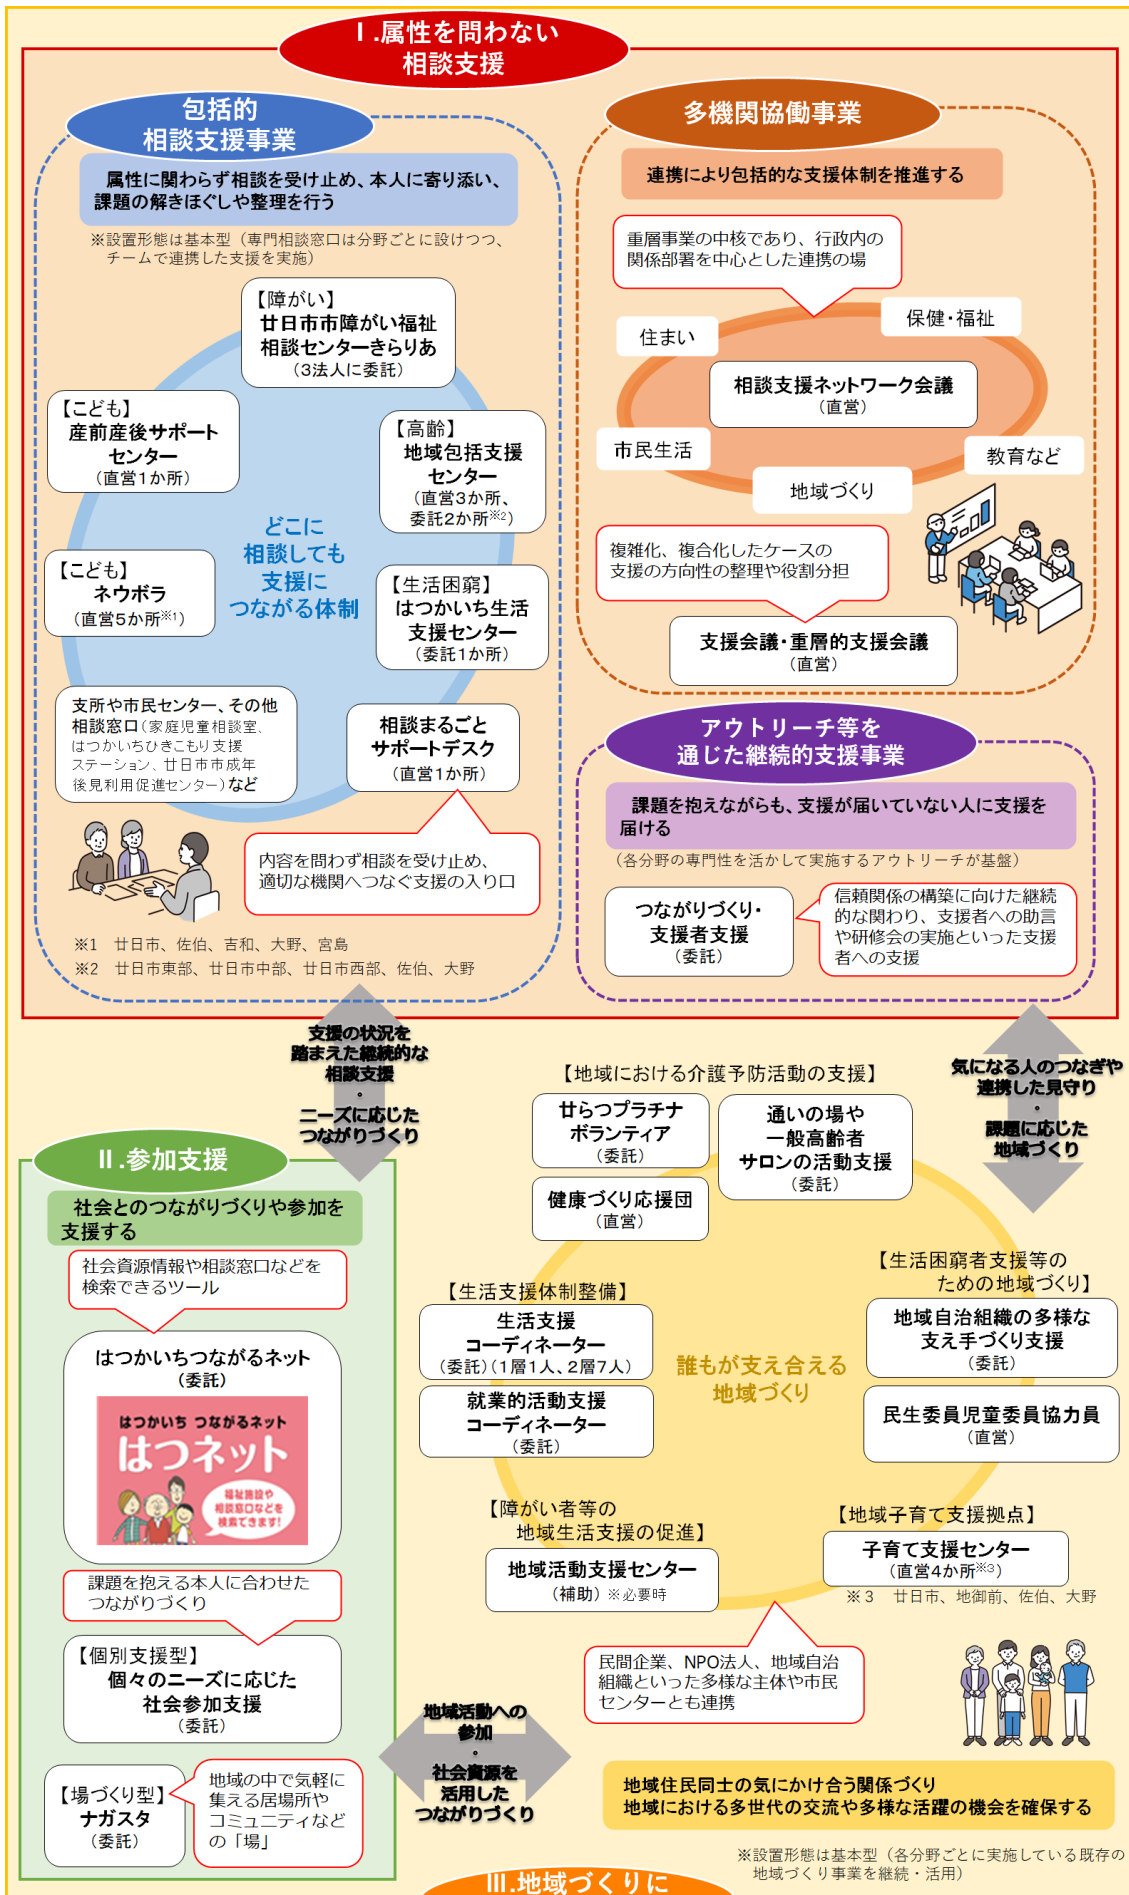 Ⅰ.属性を問わない
相談支援
包括的
相談支援事業
属性に関わらず相談を受け止め、本人に寄り添い、
課題の解きほぐしや整理を行う
※設置形態は基本型（専門相談窓口は分野ごとに設けつつ、
チームで連携した支援を実施）
【障がい】
廿日市市障がい福祉
相談センターきらりあ
（3法人に委託）
【こども】
産前産後サポート
センター
（直営1か所）
【高齢】
地域包括支援
センター
（直営3か所、
委託2か所※2）
どこに
相談しても
支援に
つながる体制
【こども】
ネウボラ
（直営5か所※1）
【生活困窮】
はつかいち生活
支援センター
（委託1か所）
支所や市民センター、その他
相談窓口（家庭児童相談室、
はつかいちひきこもり支援
ステーション、廿日市市成年
後見利用促進センター）など
相談まるごと
サポートデスク
（直営1か所）
内容を問わず相談を受け止め、
適切な機関へつなぐ支援の入り口
※1　廿日市、佐伯、吉和、大野、宮島
※2　廿日市東部、廿日市中部、廿日市西部、佐伯、大野
多機関協働事業
連携により包括的な支援体制を推進する
重層事業の中核であり、行政内の
関係部署を中心とした連携の場
住まい
保健・福祉
相談支援ネットワーク会議
（直営）
市民生活
教育など
地域づくり
複雑化、複合化したケースの
支援の方向性の整理や役割分担
支援会議・重層的支援会議
（直営）
アウトリーチ等を
通じた継続的支援事業
課題を抱えながらも、支援が届いていない人に支援を
届ける
（各分野の専門性を活かして実施するアウトリーチが基盤）
つながりづくり・
支援者支援
（委託）
信頼関係の構築に向けた継続
的な関わり、支援者への助言
や研修会の実施といった支援
者への支援
支援の状況を
踏まえた継続的な
相談支援
・
ニーズに応じた
つながりづくり
気になる人のつなぎや
連携した見守り
・
課題に応じた
地域づくり
Ⅱ.参加支援
社会とのつながりづくりや参加を
支援する
社会資源情報や相談窓口などを
検索できるツール
はつかいちつながるネット
（委託）
はつかいち つながるネット
はつネット
福祉施設や
相談窓口などを
検索できます!
課題を抱える本人に合わせた
つながりづくり
【個別支援型】
個々のニーズに応じた
社会参加支援
（委託）
【場づくり型】
ナガスタ
（委託）
地域の中で気軽に
集える居場所や
コミュニティなど
の「場」
地域活動への
参加
・
社会資源を
活用した
つながりづくり
【地域における介護予防活動の支援】
廿らつプラチナ
ボランティア
（委託）
通いの場や
一般高齢者
サロンの活動支援
（委託）
健康づくり応援団
（直営）
【生活支援体制整備】
生活支援
コーディネーター
（委託）（1層1人、2層7人）
就業的活動支援
コーディネーター
（委託）
誰もが支え合える
地域づくり
【生活困窮者支援等の
ための地域づくり】
地域自治組織の多様な
支え手づくり支援
（委託）
民生委員児童委員協力員
（直営）
【障がい者等の
地域生活支援の促進】
地域活動支援センター
（補助）※必要時
【地域子育て支援拠点】
子育て支援センター
（直営4か所※3）
※３　廿日市、地御前、佐伯、大野
民間企業、NPO法人、地域自治
組織といった多様な主体や市民
センターとも連携
地域住民同士の気にかけ合う関係づくり
地域における多世代の交流や多様な活躍の機会を確保する
※設置形態は基本型（各分野ごとに実施している既存の
地域づくり事業を継続・活用）
Ⅲ.地域づくりに